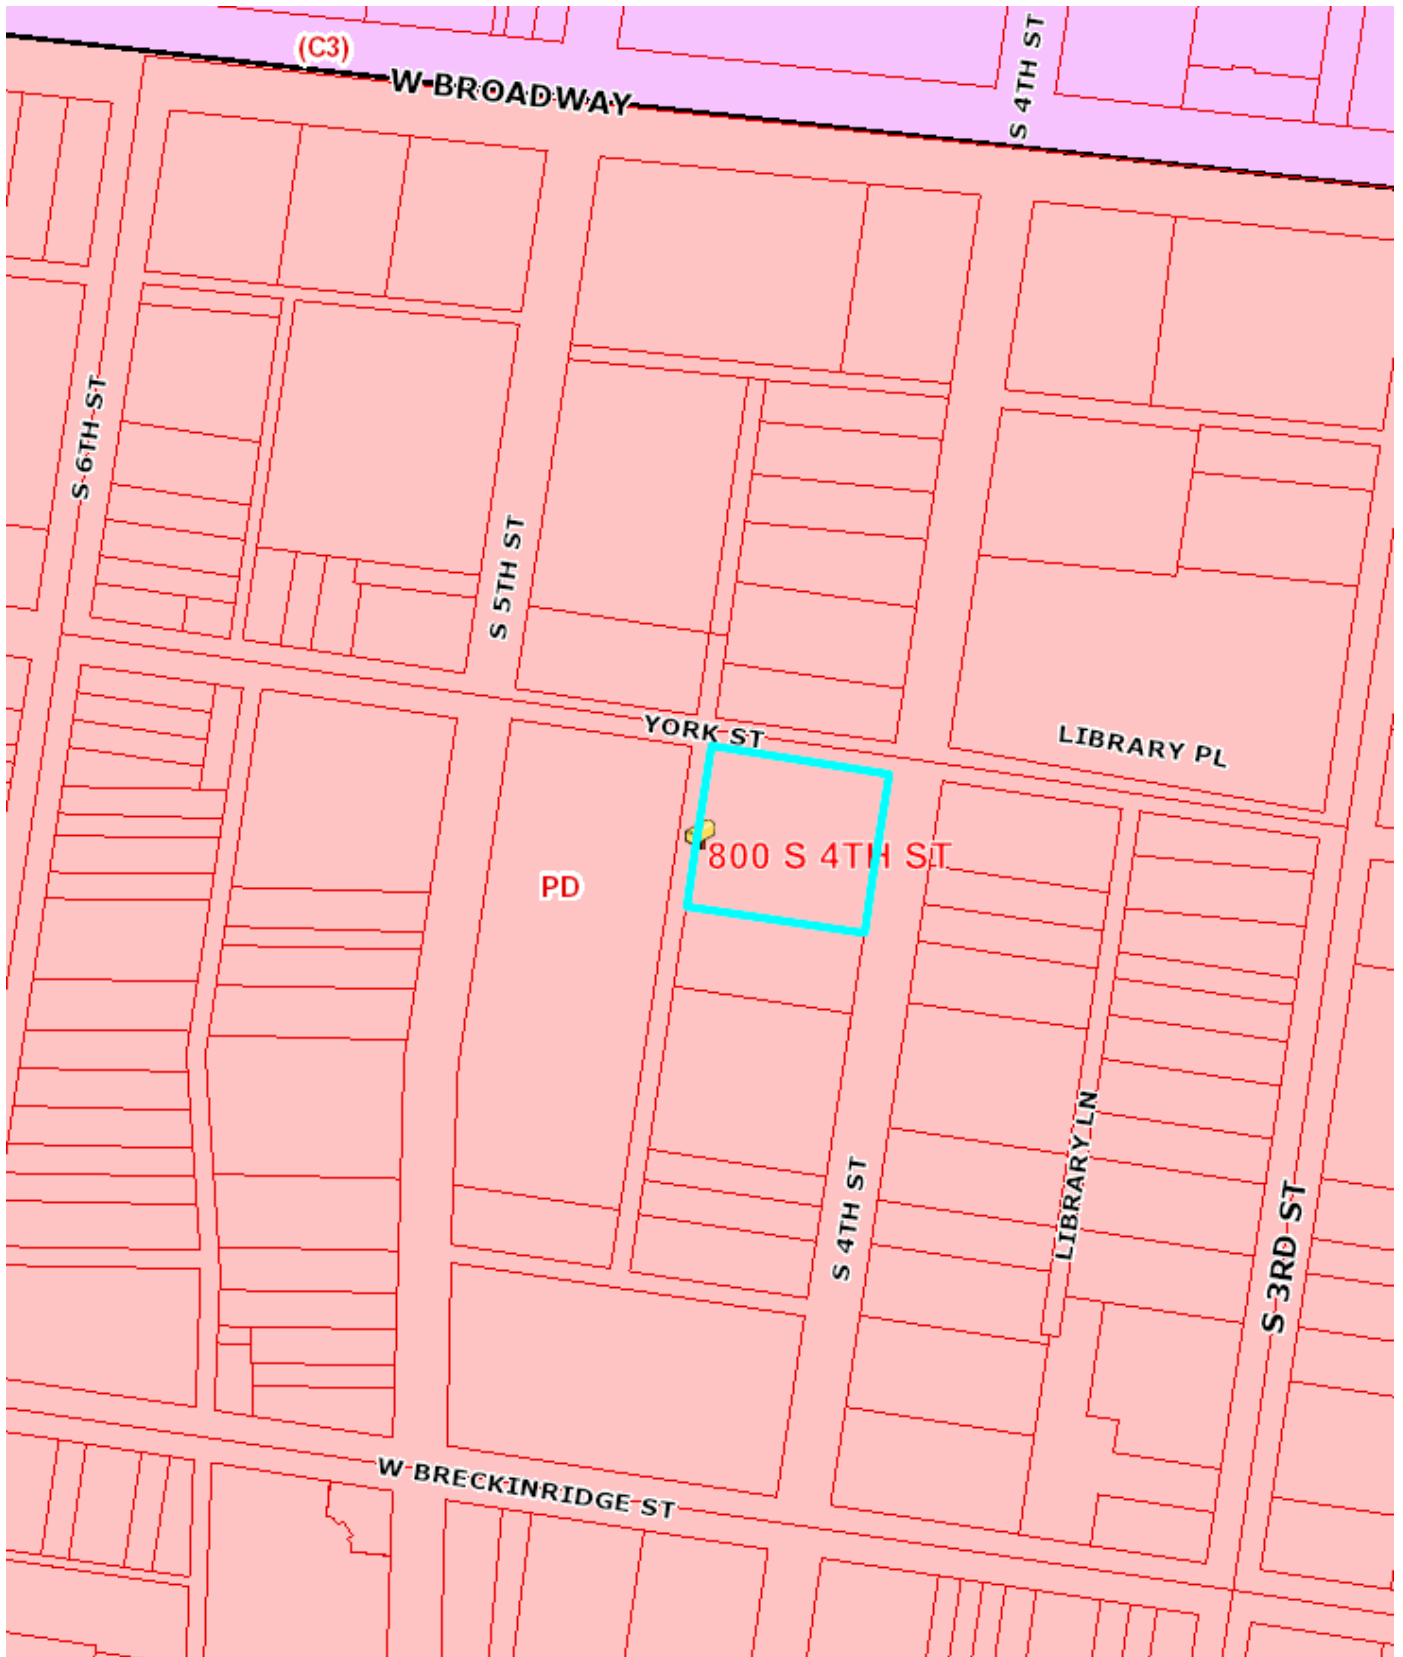 (C3)
W BROADWAY
S 4TH ST
S 6TH ST
S 5TH ST
YORK ST
LIBRARY PL
800 S 4TH ST
PD
LIBRARY LN
S 4TH ST
S 3RD ST
W BRECKINRIDGE ST